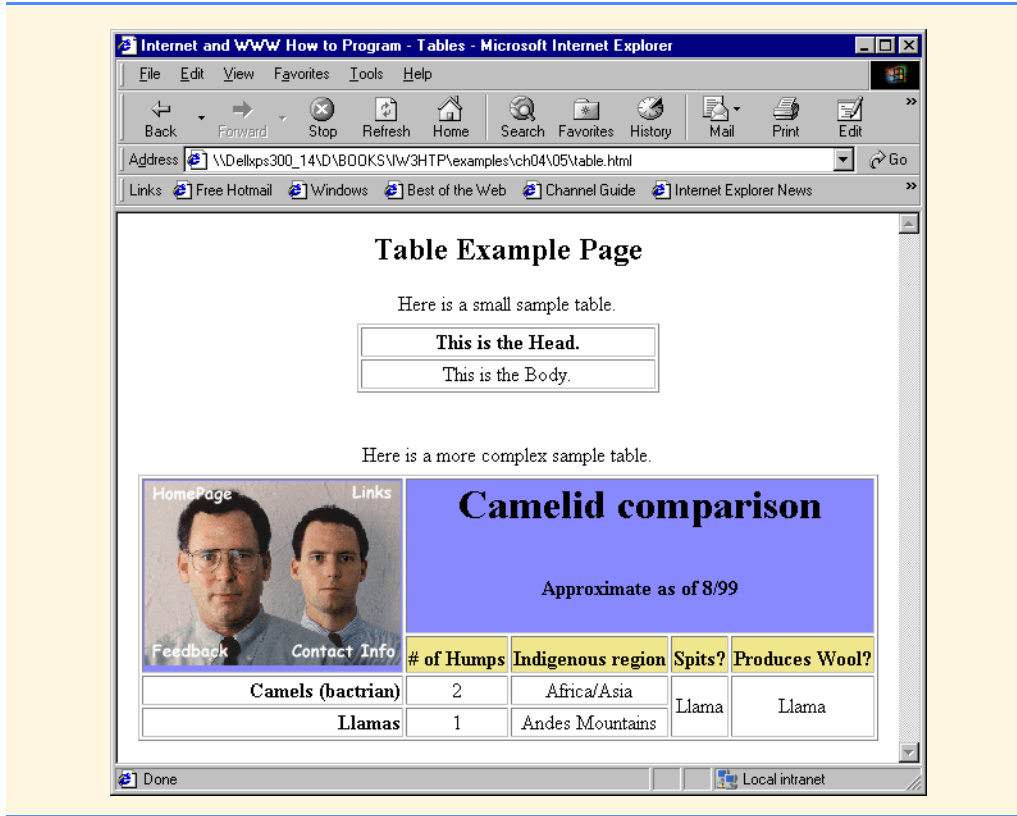 Internet and WWW How to Program - Tables - Microsoft Internet Explorer
File Edit View Favorites Tools Help
Back Forward Stop Refresh Home Search Favorites History Mail Print Edit »
Address \\Dellxps300_14\D\BOOKS\IW3HTP\examples\ch04\05\table.html Go
Links Free Hotmail Windows Best of the Web Channel Guide Internet Explorer News »
Table Example Page
Here is a small sample table.
This is the Head.
This is the Body.
Here is a more complex sample table.
HomePage Links
Feedback Contact Info
Camelid comparison
Approximate as of 8/99
# of Humps Indigenous region Spits? Produces Wool?
Camels (bactrian) 2 Africa/Asia Llama Llama
Llamas 1 Andes Mountains
Done Local intranet